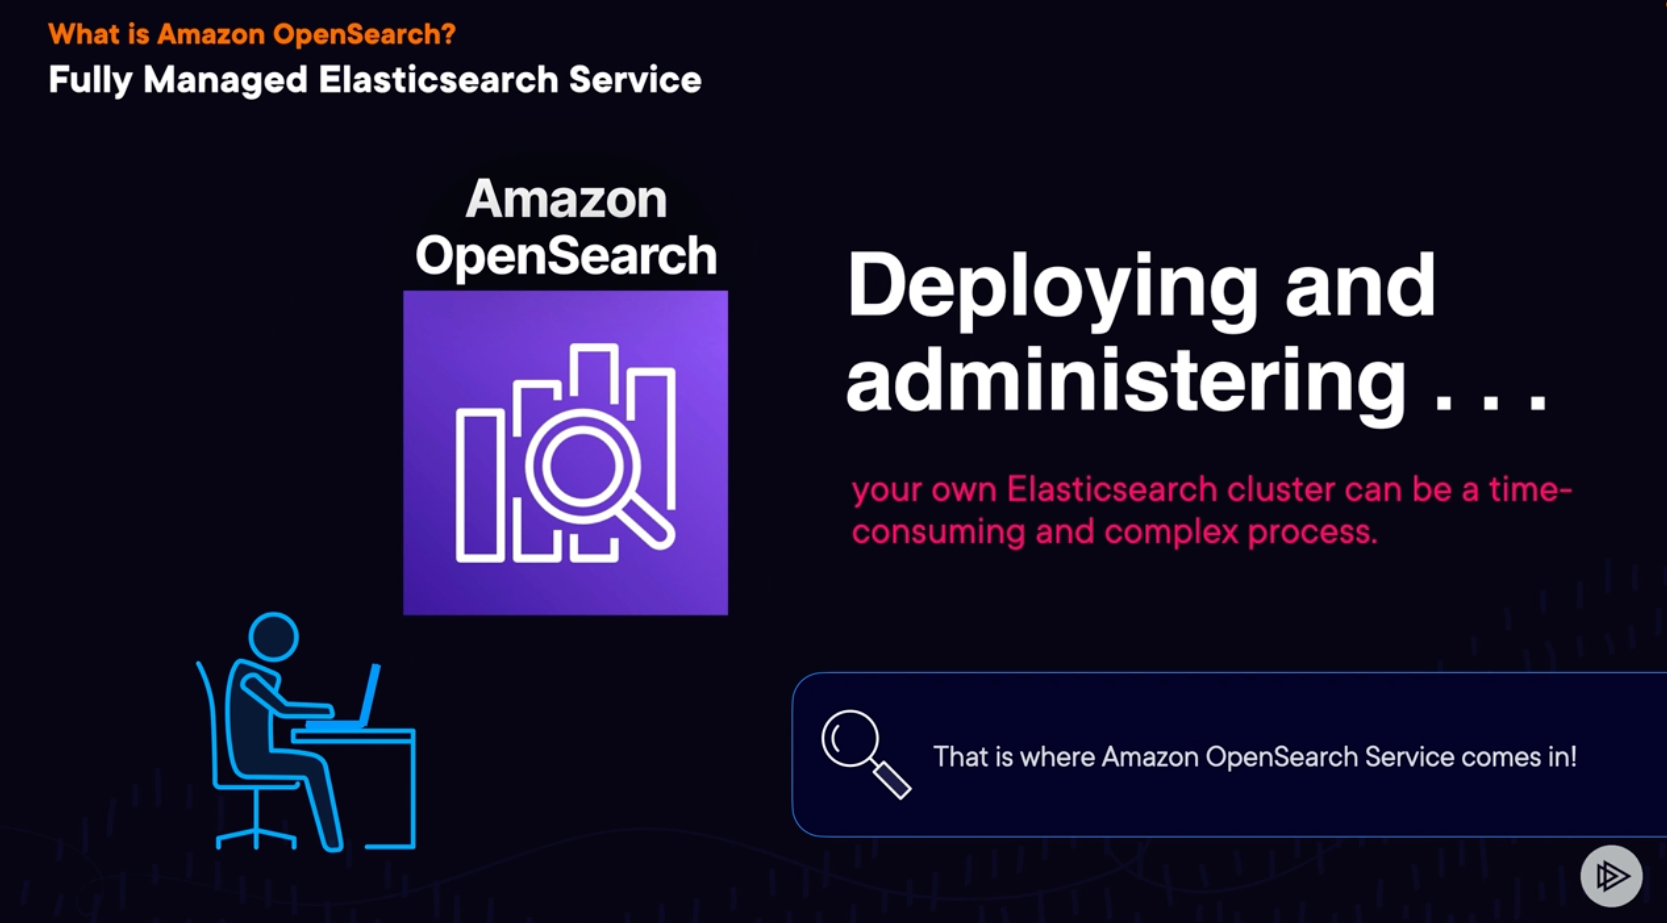 What is Amazon OpenSearch?
Fully Managed Elasticsearch Service
Amazon
OpenSearch
Deploying and
administering . . .
your own Elasticsearch cluster can be a time-
consuming and complex process.
That is where Amazon OpenSearch Service comes in!